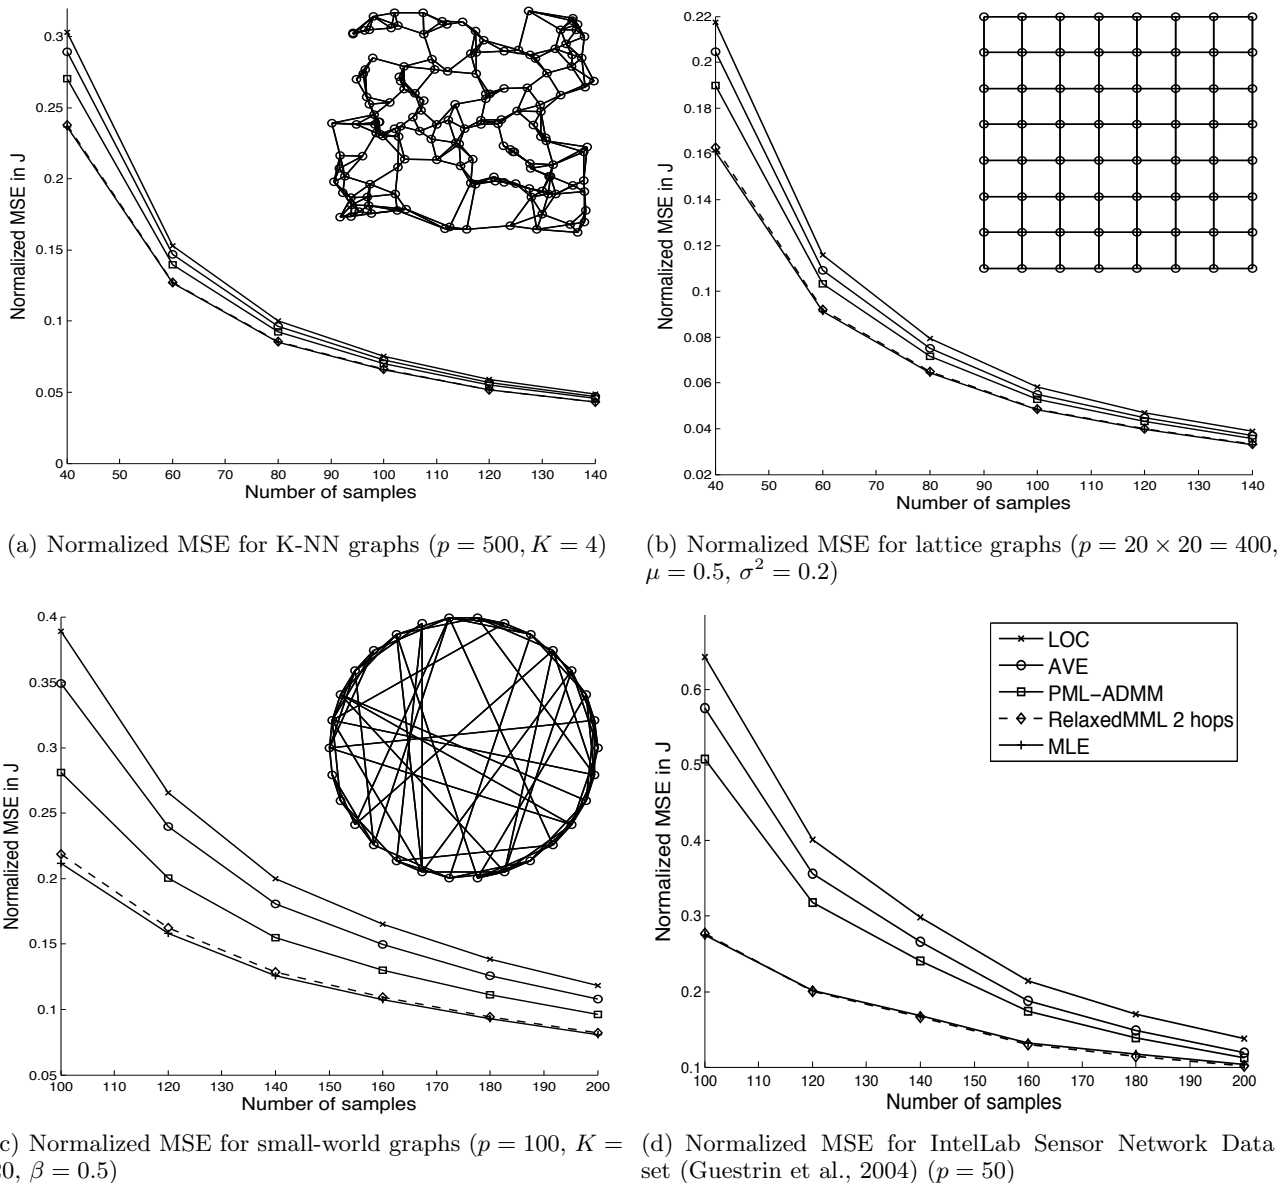 0.3
0.25
0.2
0.15
0.1
0.05
0
40 50 60 70 80 90 100 110 120 130 140
Number of samples
Normalized MSE in J
0.22
0.2
0.18
0.16
0.14
0.12
0.1
0.08
0.06
0.04
0.02
40 50 60 70 80 90 100 110 120 130 140
Number of samples
Normalized MSE in J
(a) Normalized MSE for K-NN graphs (p = 500, K = 4)
(b) Normalized MSE for lattice graphs (p = 20 × 20 = 400,
μ = 0.5, σ² = 0.2)
0.4
0.35
0.3
0.25
0.2
0.15
0.1
0.05
100 110 120 130 140 150 160 170 180 190 200
Number of samples
Normalized MSE in J
0.6
0.5
0.4
0.3
0.2
0.1
100 110 120 130 140 150 160 170 180 190 200
Number of samples
Normalized MSE in J
LOC
AVE
PML-ADMM
RelaxedMML 2 hops
MLE
c) Normalized MSE for small-world graphs (p = 100, K =
20, β = 0.5)
(d) Normalized MSE for IntelLab Sensor Network Data
set (Guestrin et al., 2004) (p = 50)